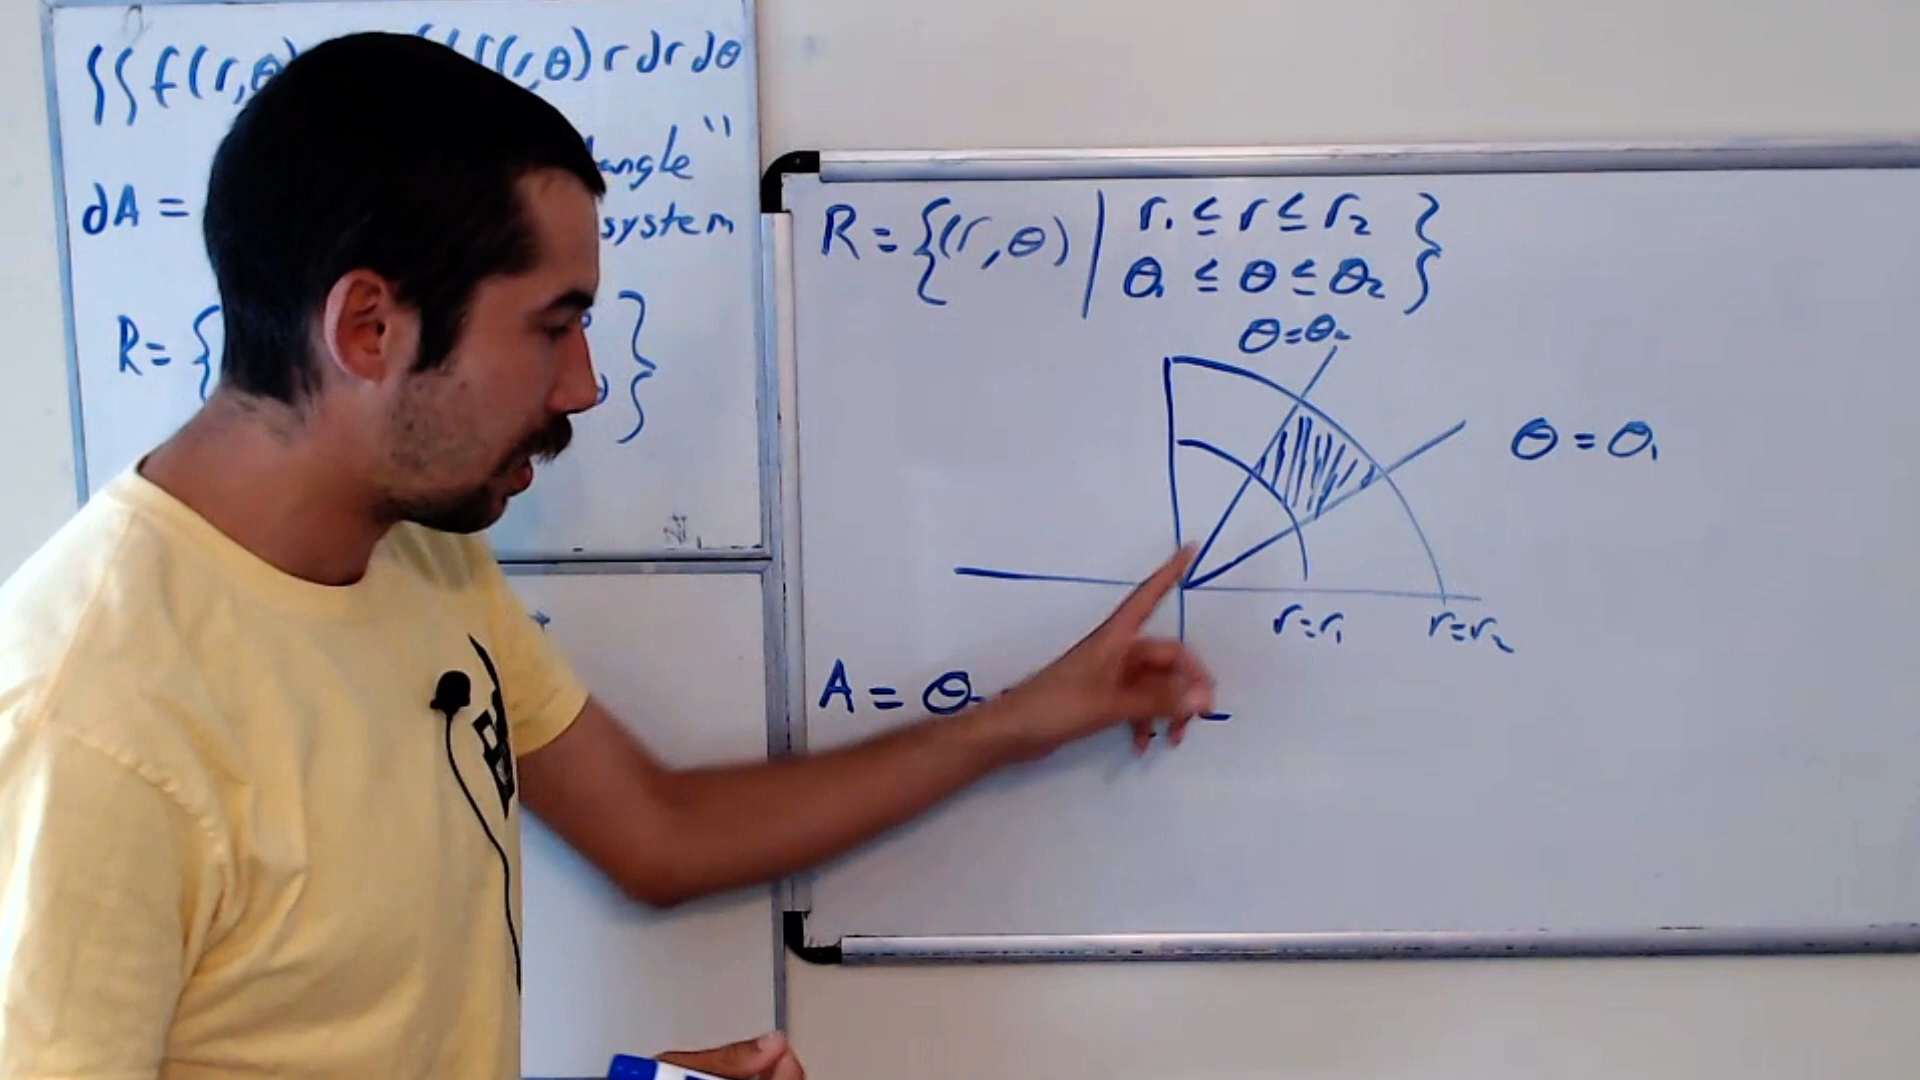 ∫∫ f(r,θ) f(r,θ) r dr dθ
angle"
dA =
system
R = {
}
R = {(r,θ) | r₁ ≤ r ≤ r₂
θ₁ ≤ θ ≤ θ₂ }
θ=θ₂
θ = θ₁
r=r₁
r=r₂
A = θ